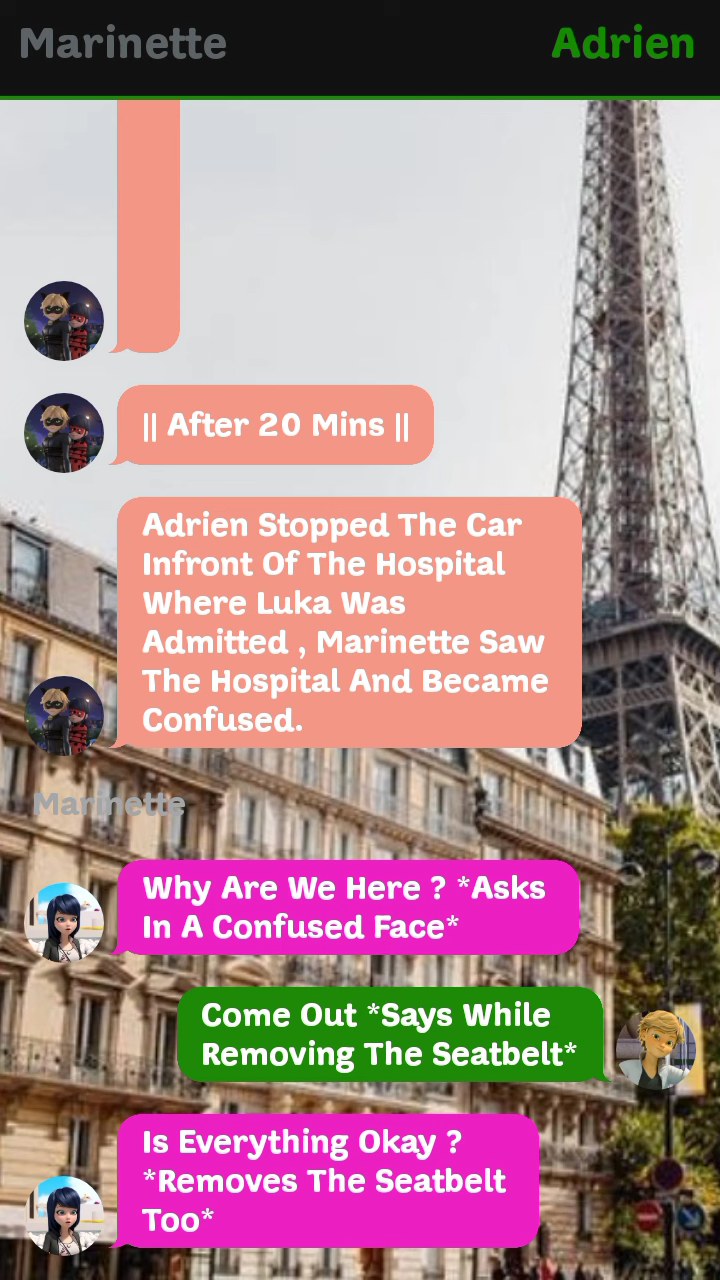 Marinette
Adrien
|| After 20 Mins ||
Adrien Stopped The Car
Infront Of The Hospital
Where Luka Was
Admitted , Marinette Saw
The Hospital And Became
Confused.
Marinette
Why Are We Here ? *Asks
In A Confused Face*
Come Out *Says While
Removing The Seatbelt*
Is Everything Okay ?
*Removes The Seatbelt
Too*